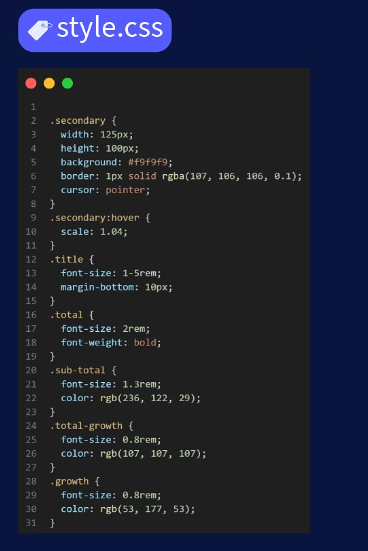 style.css
1
2 .secondary {
3 width: 125px;
4 height: 100px;
5 background: #f9f9f9;
6 border: 1px solid rgba(107, 106, 106, 0.1);
7 cursor: pointer;
8 }
9 .secondary:hover {
10 scale: 1.04;
11 }
12 .title {
13 font-size: 1-5rem;
14 margin-bottom: 10px;
15 }
16 .total {
17 font-size: 2rem;
18 font-weight: bold;
19 }
20 .sub-total {
21 font-size: 1.3rem;
22 color: rgb(236, 122, 29);
23 }
24 .total-growth {
25 font-size: 0.8rem;
26 color: rgb(107, 107, 107);
27 }
28 .growth {
29 font-size: 0.8rem;
30 color: rgb(53, 177, 53);
31 }